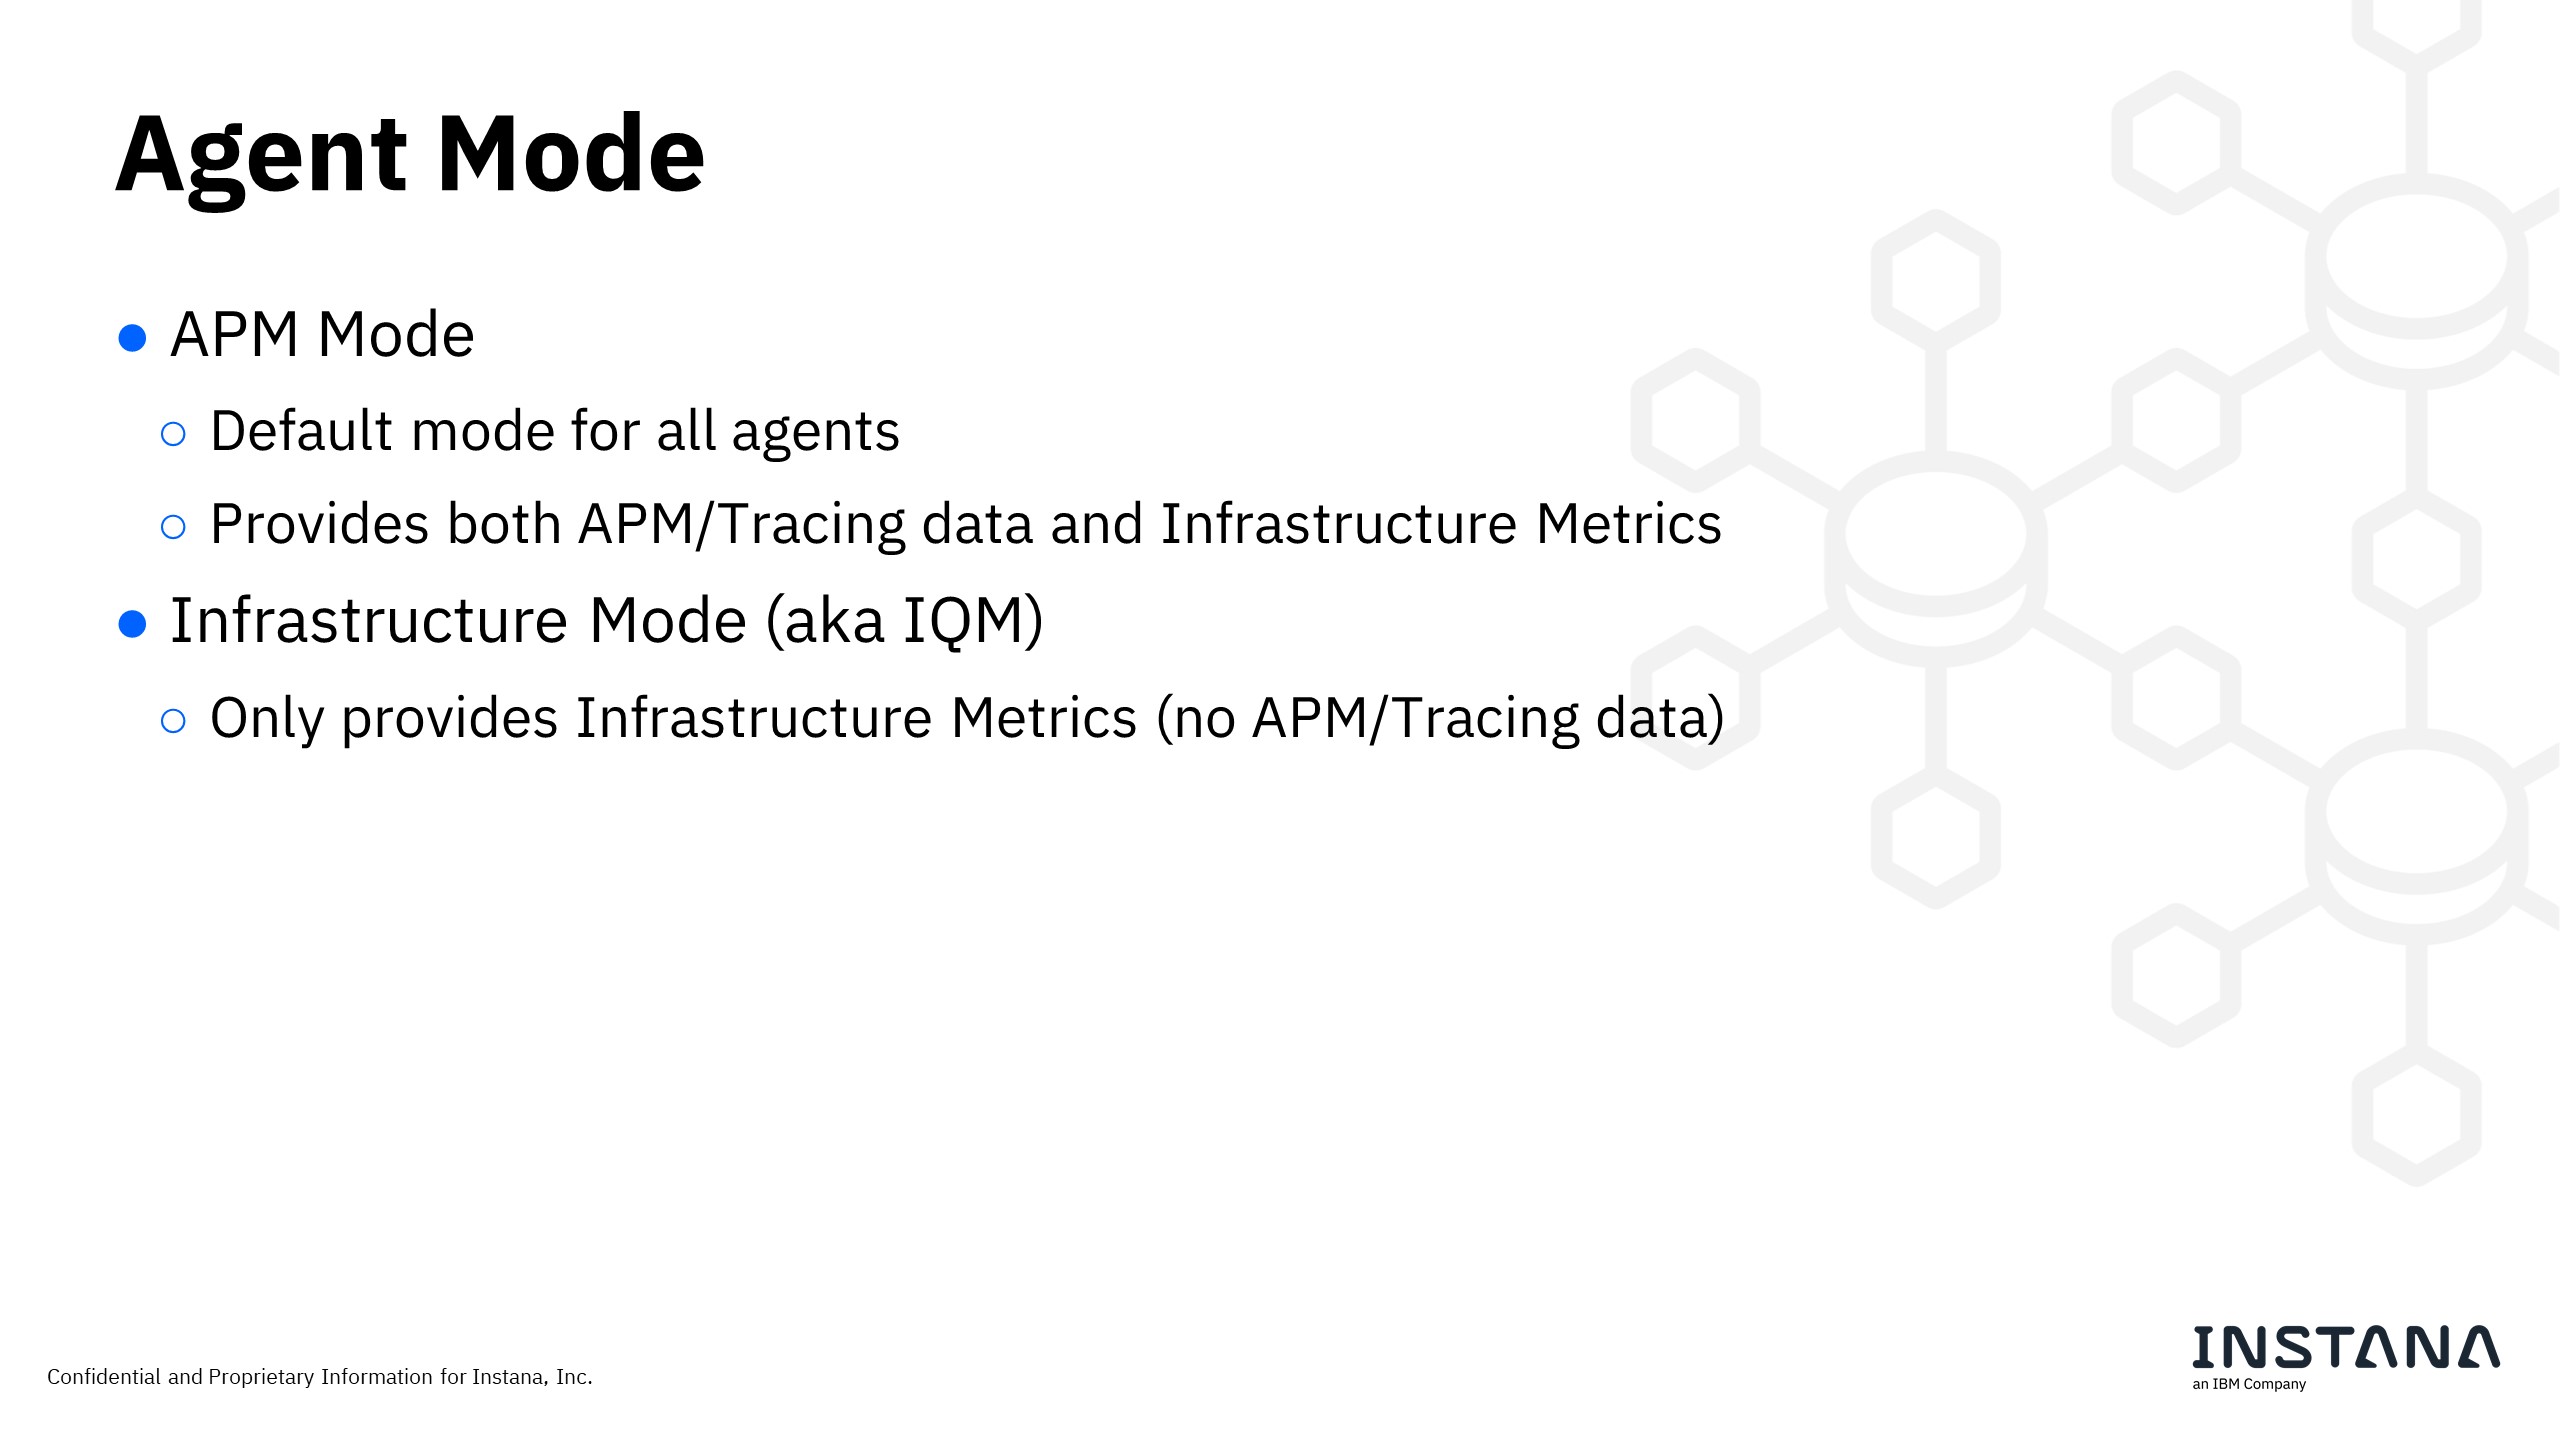 Agent Mode
● APM Mode
○ Default mode for all agents
○ Provides both APM/Tracing data and Infrastructure Metrics
● Infrastructure Mode (aka IQM)
○ Only provides Infrastructure Metrics (no APM/Tracing data)
Confidential and Proprietary Information for Instana, Inc.
INSTANA
an IBM Company